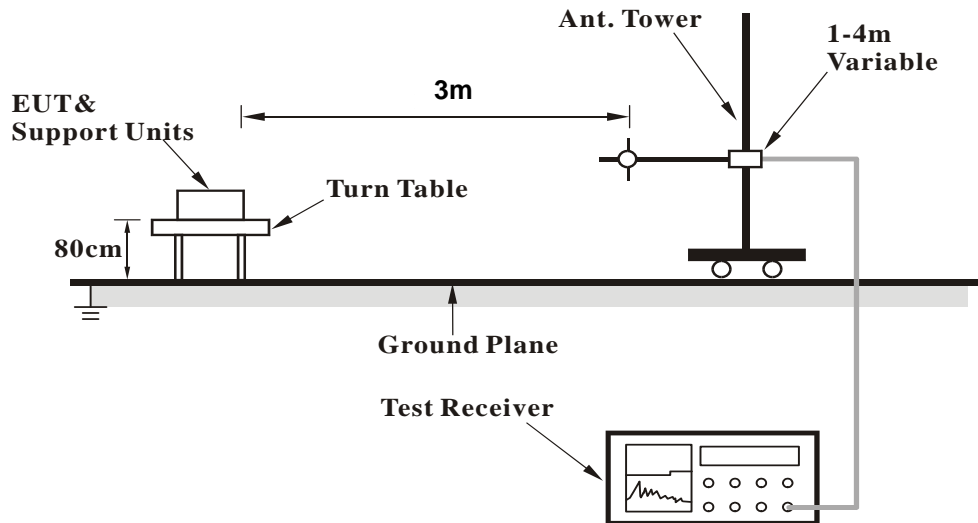 Ant. Tower
1-4m
Variable
3m
EUT&
Support Units
Turn Table
80cm
Ground Plane
Test Receiver